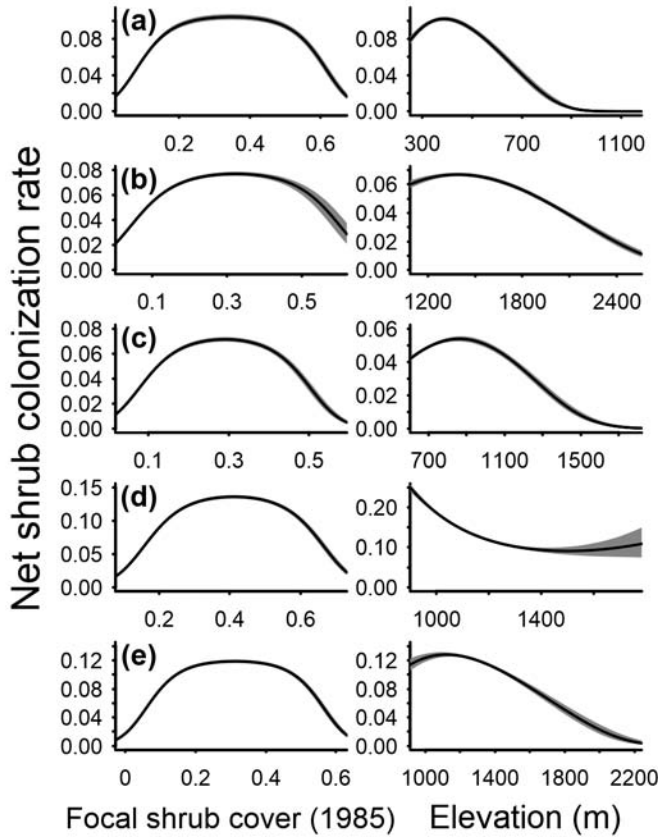 Net shrub colonization rate
(a)
0.08
0.04
0.00
0.2 0.4 0.6
0.08
0.04
0.00
300 700 1100
(b)
0.08
0.06
0.04
0.02
0.00
0.1 0.3 0.5
0.06
0.04
0.02
0.00
1200 1800 2400
(c)
0.08
0.06
0.04
0.02
0.00
0.1 0.3 0.5
0.06
0.04
0.02
0.00
700 1100 1500
(d)
0.15
0.10
0.05
0.00
0.2 0.4 0.6
0.20
0.10
0.00
1000 1400
(e)
0.12
0.08
0.04
0.00
0 0.2 0.4 0.6
0.12
0.08
0.04
0.00
1000 1400 1800 2200
Focal shrub cover (1985)
Elevation (m)